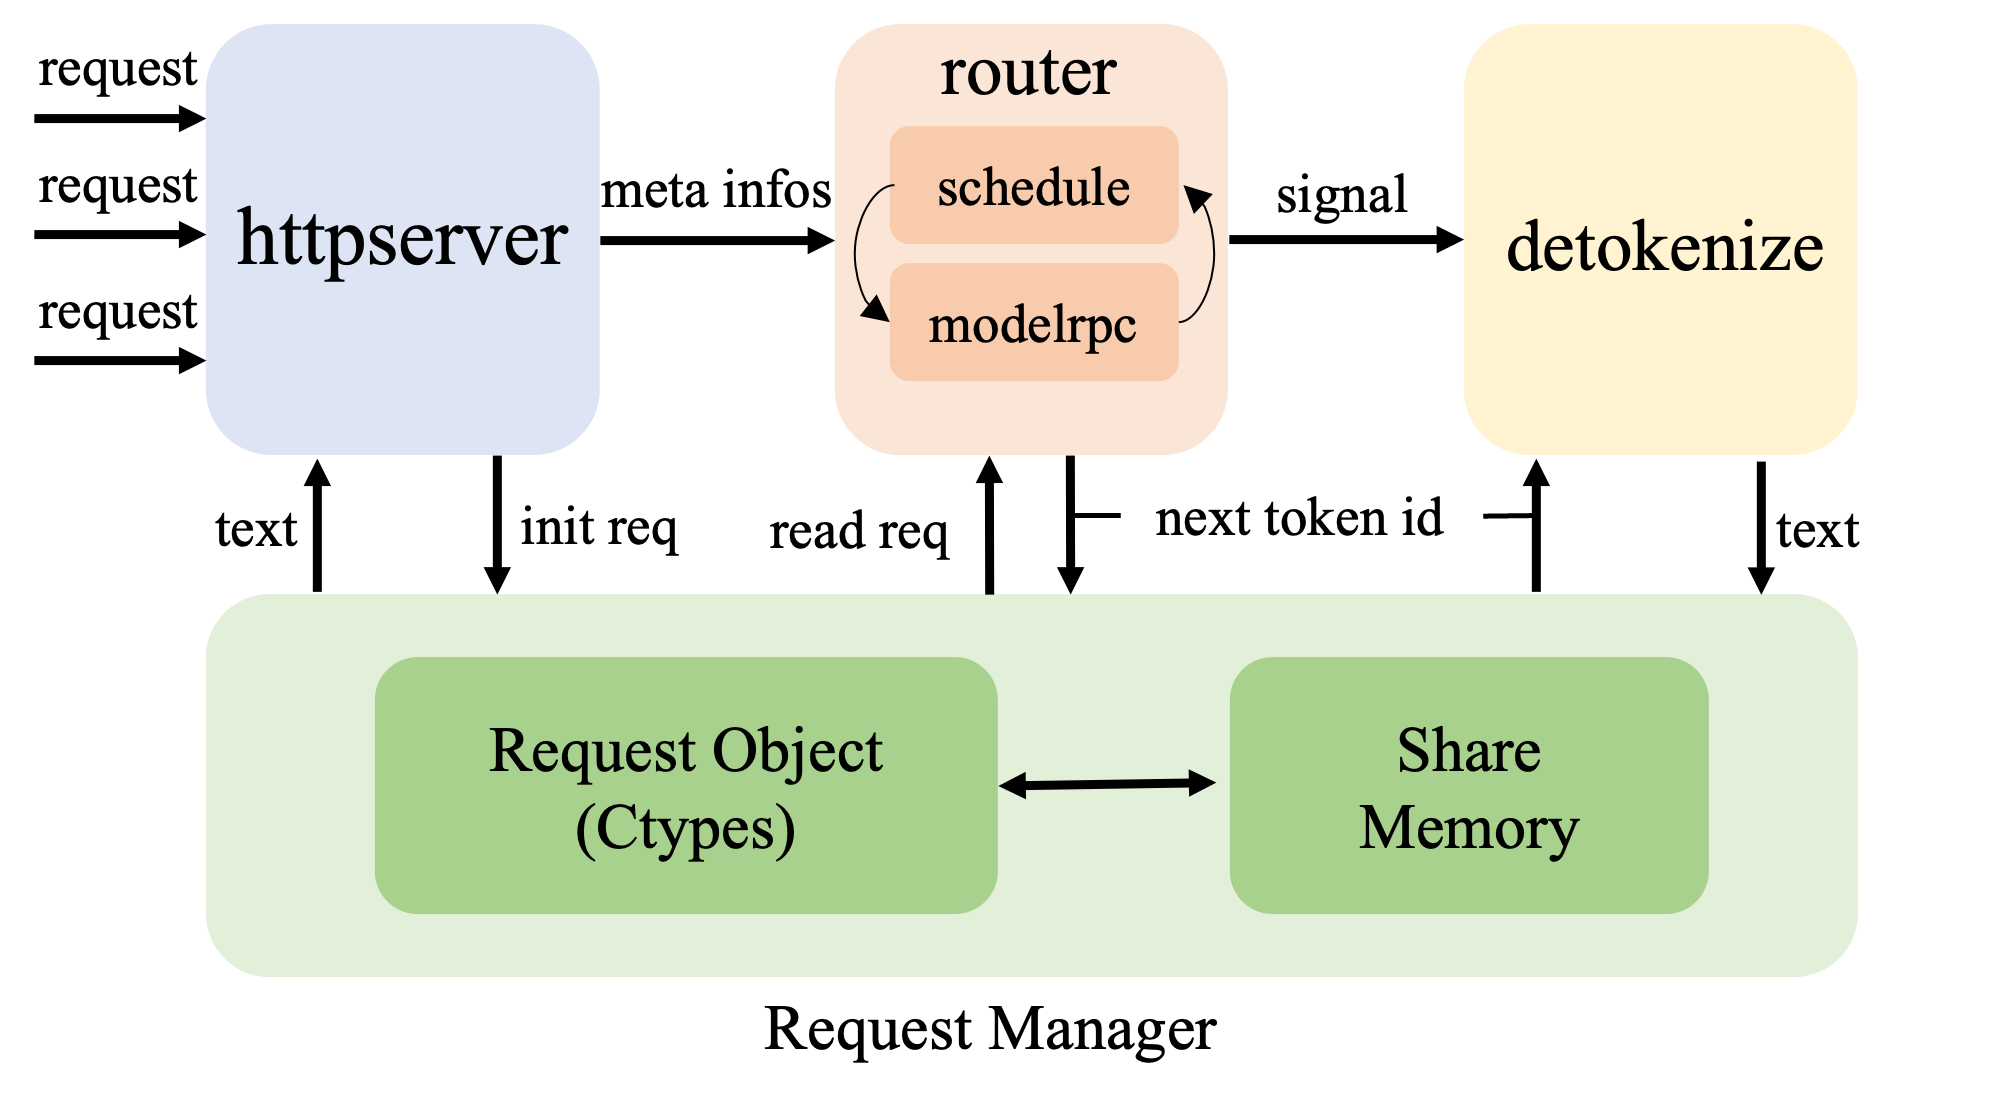 request
request
request
httpserver
meta infos
router
schedule
modelrpc
signal
detokenize
text
init req
read req
next token id
text
Request Object
(Ctypes)
Share
Memory
Request Manager